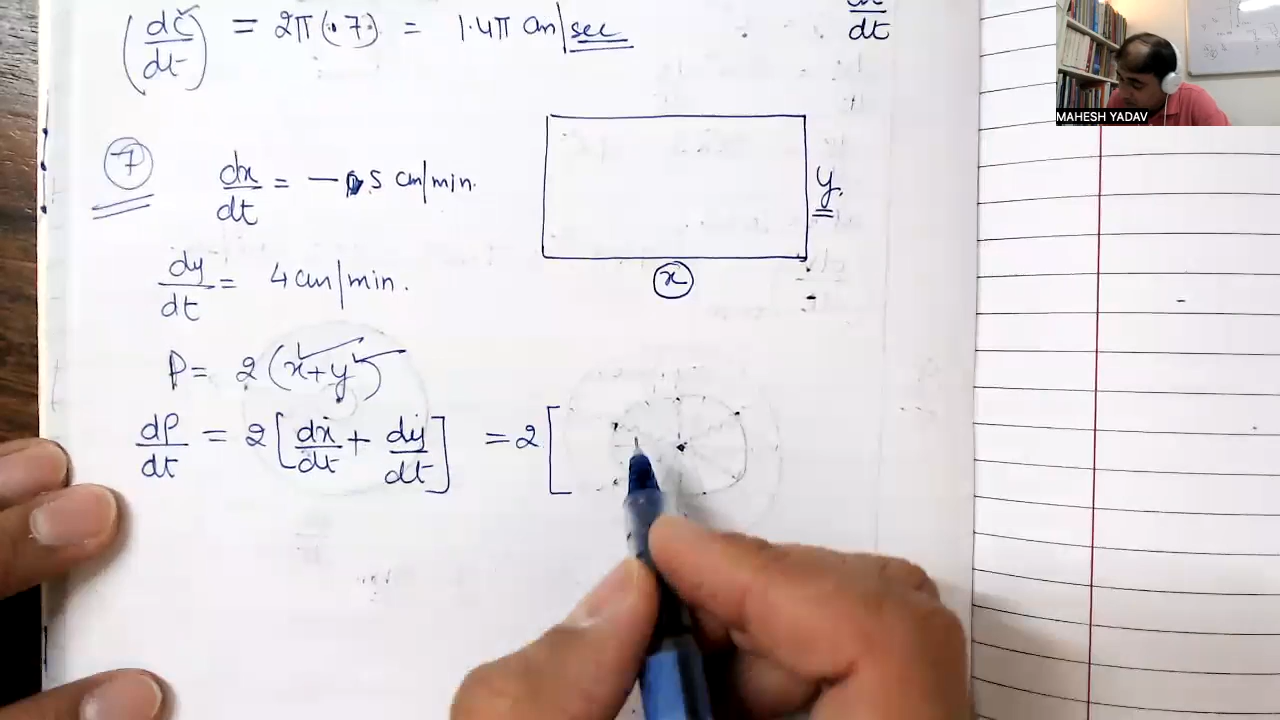 (dc/dt) = 2π(.7) = 1.4π cm/sec
dt
MAHESH YADAV
7 dx/dt = -5 cm/min.
y.
dy/dt = 4 cm/min.
x
P = 2(x+y)
dP/dt = 2[dx/dt + dy/dt] = 2[